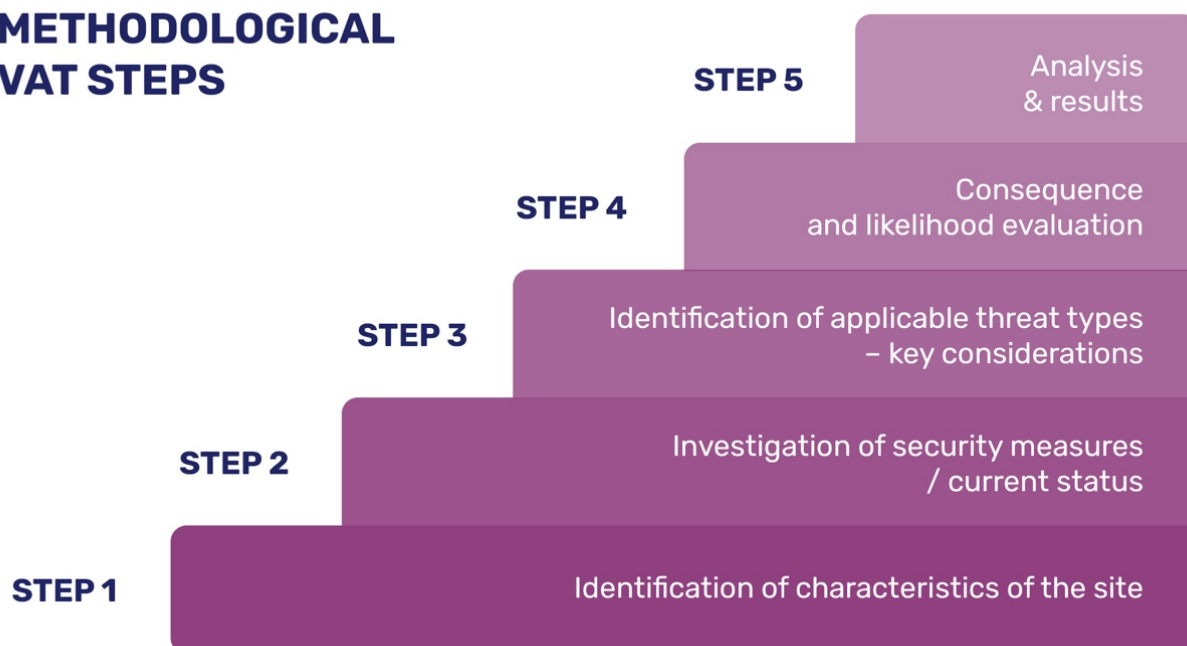 METHODOLOGICAL
VAT STEPS
STEP 5
Analysis
& results
STEP 4
Consequence
and likelihood evaluation
STEP 3
Identification of applicable threat types
– key considerations
STEP 2
Investigation of security measures
/ current status
STEP 1
Identification of characteristics of the site